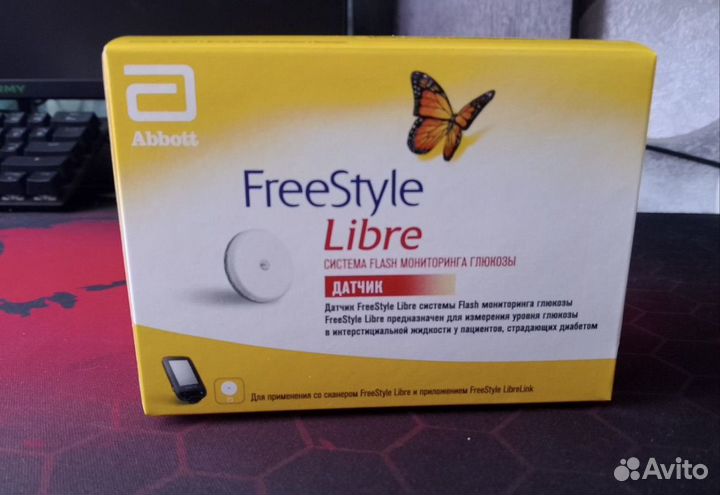 Abbott
FreeStyle
Libre
СИСТЕМА FLASH МОНИТОРИНГА ГЛЮКОЗЫ
ДАТЧИК
Датчик FreeStyle Libre системы Flash мониторинга глюкозы
FreeStyle Libre предназначен для измерения уровня глюкозы
в интерстициальной жидкости у пациентов, страдающих диабетом
Для применения со сканером FreeStyle Libre и приложением FreeStyle LibreLink
Avito